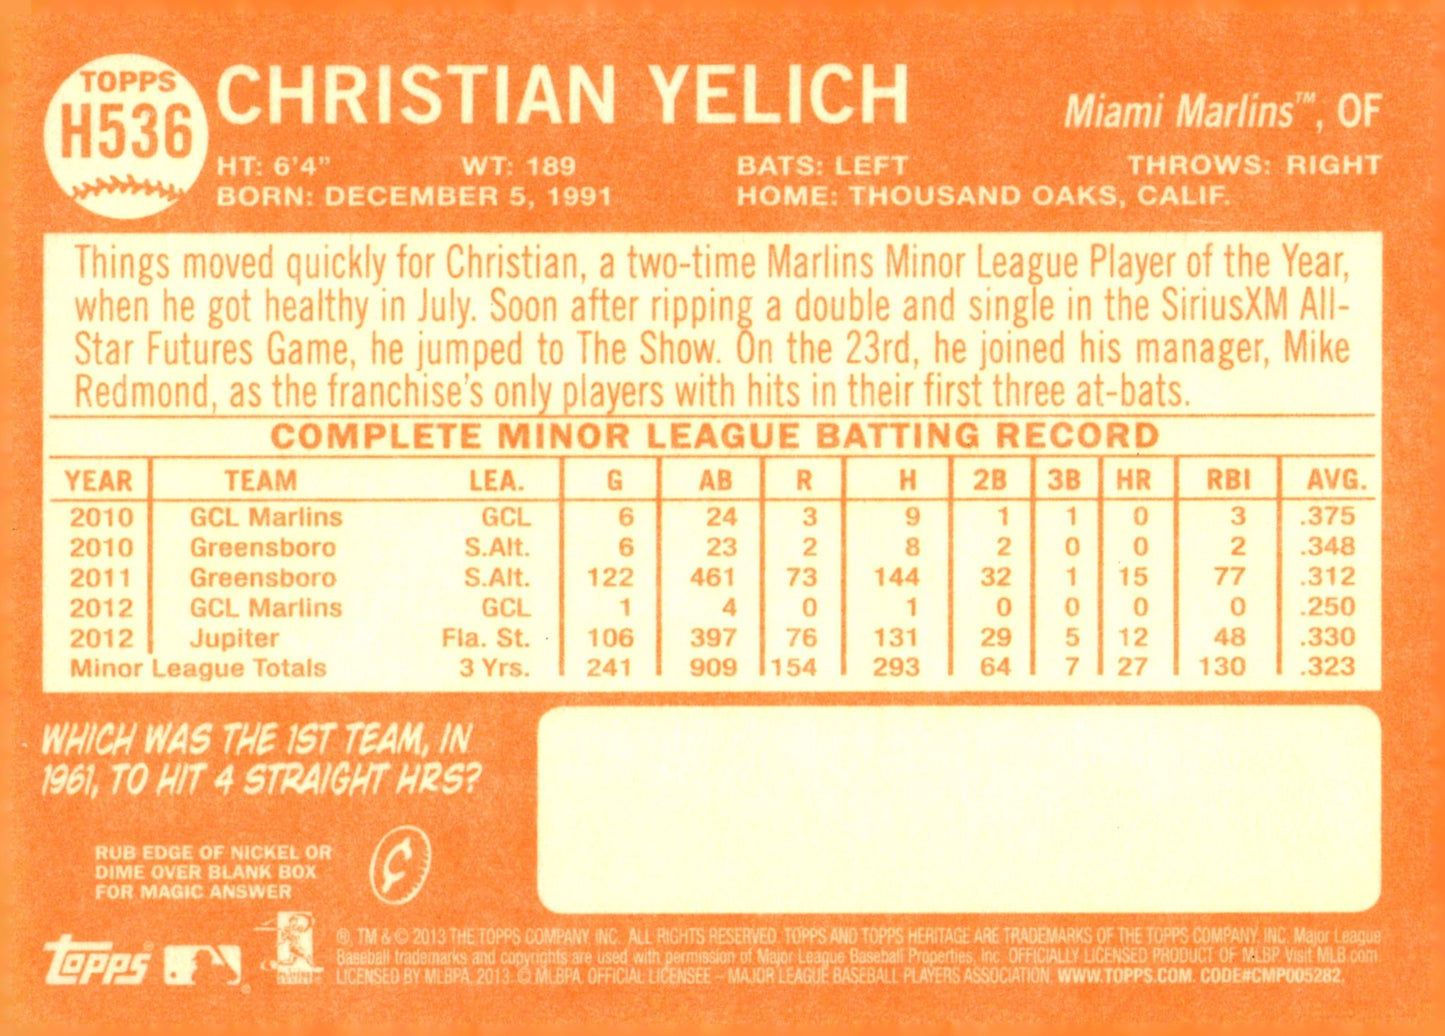 TOPPS
H536
CHRISTIAN YELICH
Miami Marlins™, OF
HT: 6'4" WT: 189 BATS: LEFT THROWS: RIGHT
BORN: DECEMBER 5, 1991 HOME: THOUSAND OAKS, CALIF.
Things moved quickly for Christian, a two-time Marlins Minor League Player of the Year,
when he got healthy in July. Soon after ripping a double and single in the SiriusXM All-
Star Futures Game, he jumped to The Show. On the 23rd, he joined his manager, Mike
Redmond, as the franchise's only players with hits in their first three at-bats.
COMPLETE MINOR LEAGUE BATTING RECORD
YEAR TEAM LEA. G AB R H 2B 3B HR RBI AVG.
2010 GCL Marlins GCL 6 24 3 9 1 1 0 3 .375
2010 Greensboro S.Alt. 6 23 2 8 2 0 0 2 .348
2011 Greensboro S.Alt. 122 461 73 144 32 1 15 77 .312
2012 GCL Marlins GCL 1 4 0 1 0 0 0 0 .250
2012 Jupiter Fla. St. 106 397 76 131 29 5 12 48 .330
Minor League Totals 3 Yrs. 241 909 154 293 64 7 27 130 .323
WHICH WAS THE 1ST TEAM, IN
1961, TO HIT 4 STRAIGHT HRS?
RUB EDGE OF NICKEL OR
DIME OVER BLANK BOX
FOR MAGIC ANSWER
¢
topps®
®, TM & © 2013 THE TOPPS COMPANY, INC. ALL RIGHTS RESERVED. TOPPS AND TOPPS HERITAGE ARE TRADEMARKS OF THE TOPPS COMPANY, INC. Major League
Baseball trademarks and copyrights are used with permission of Major League Baseball Properties, Inc. OFFICIALLY LICENSED PRODUCT OF MLBP Visit MLB.com
LICENSED BY MLBPA. 2013. © MLBPA. OFFICIAL LICENSEE – MAJOR LEAGUE BASEBALL PLAYERS ASSOCIATION. WWW.TOPPS.COM. CODE#CMP005282.